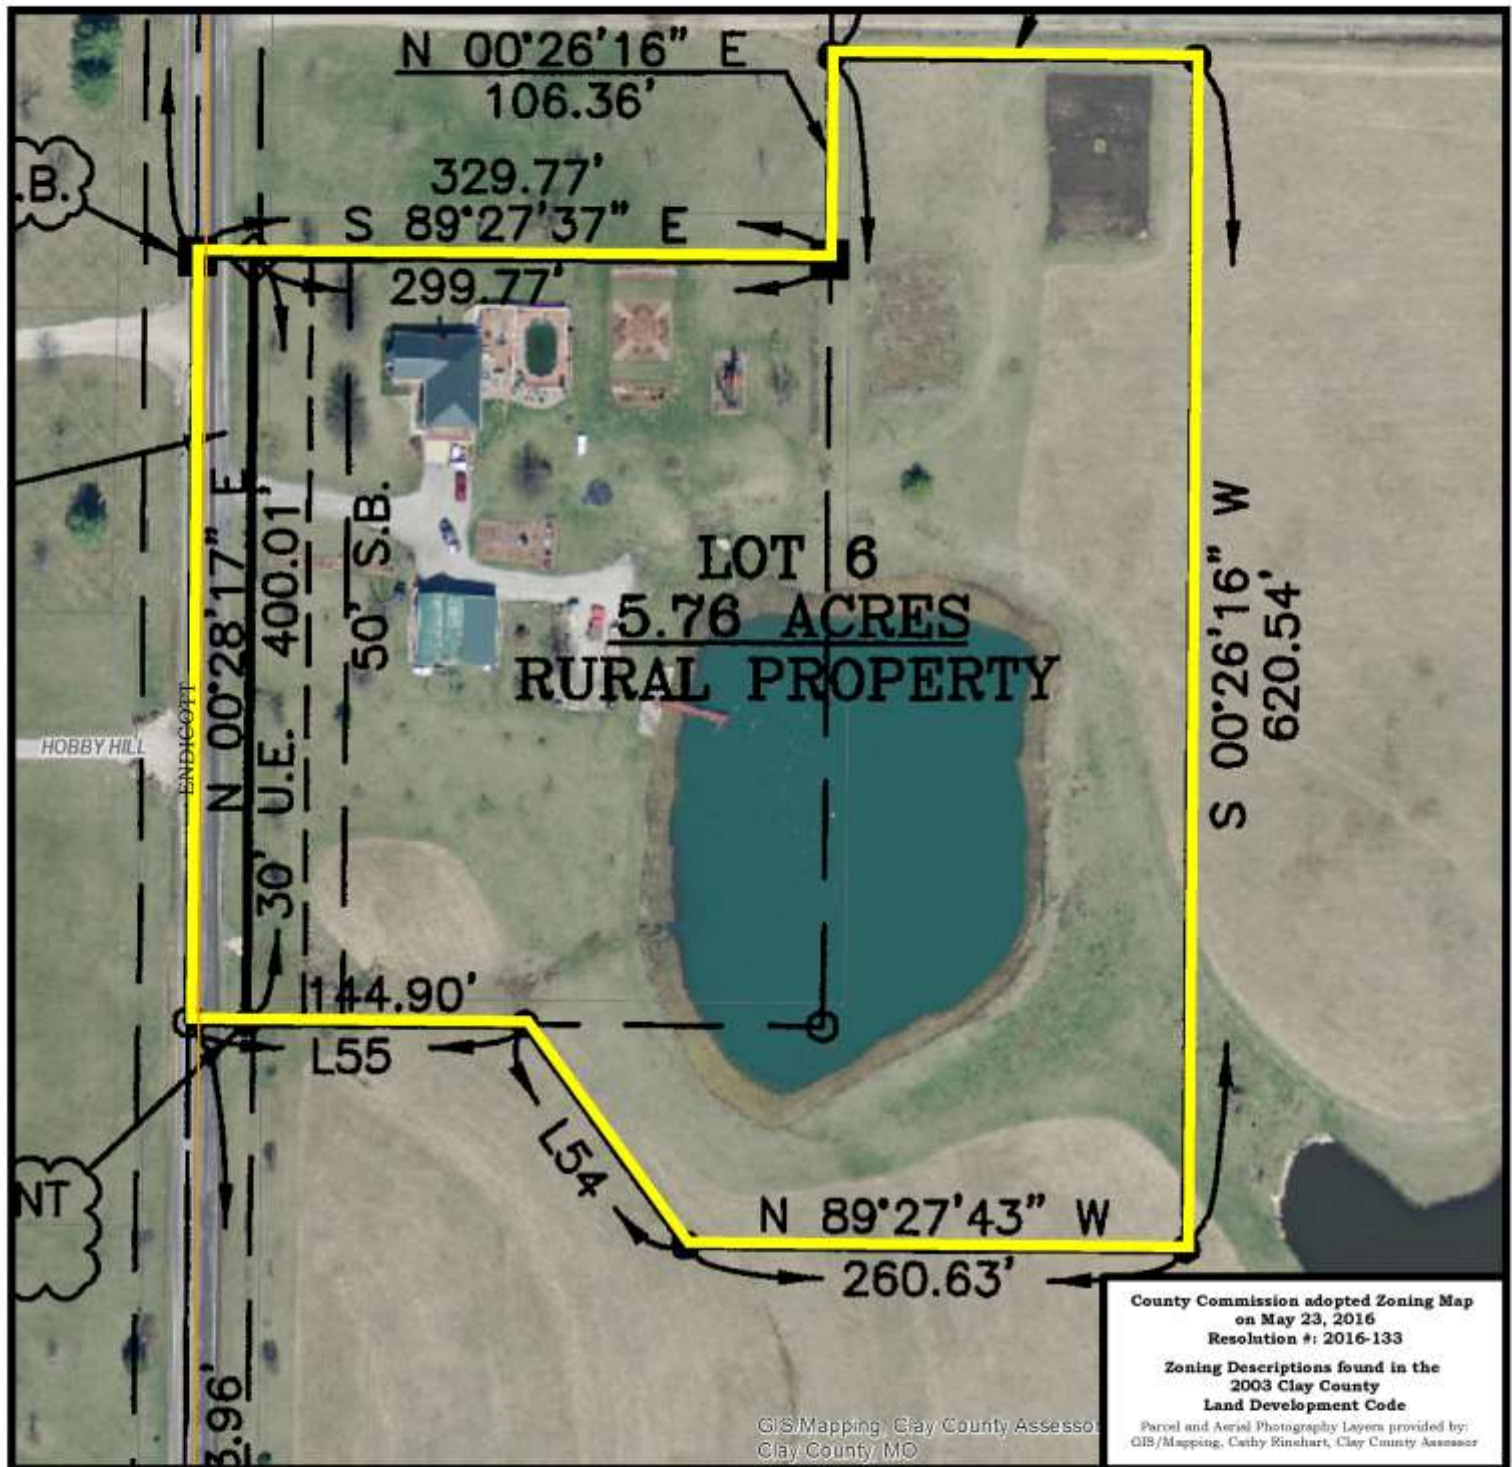 N 00°26'16" E
106.36'
.B.
329.77'
S 89°27'37" E
299.77'
N 00°28'17" E
400.01'
30' U.E.
50' S.B.
LOT 6
5.76 ACRES
RURAL PROPERTY
S 00°26'16" W
620.54'
HOBBY HILL
ENDICOTT
144.90'
L55
L54
NT
N 89°27'43" W
260.63'
3.96'
County Commission adopted Zoning Map
on May 23, 2016
Resolution #: 2016-133
Zoning Descriptions found in the
2003 Clay County
Land Development Code
Parcel and Aerial Photography Layers provided by:
GIS/Mapping, Cathy Rinehart, Clay County Assessor
GIS/Mapping, Clay County Assessor
Clay County, MO